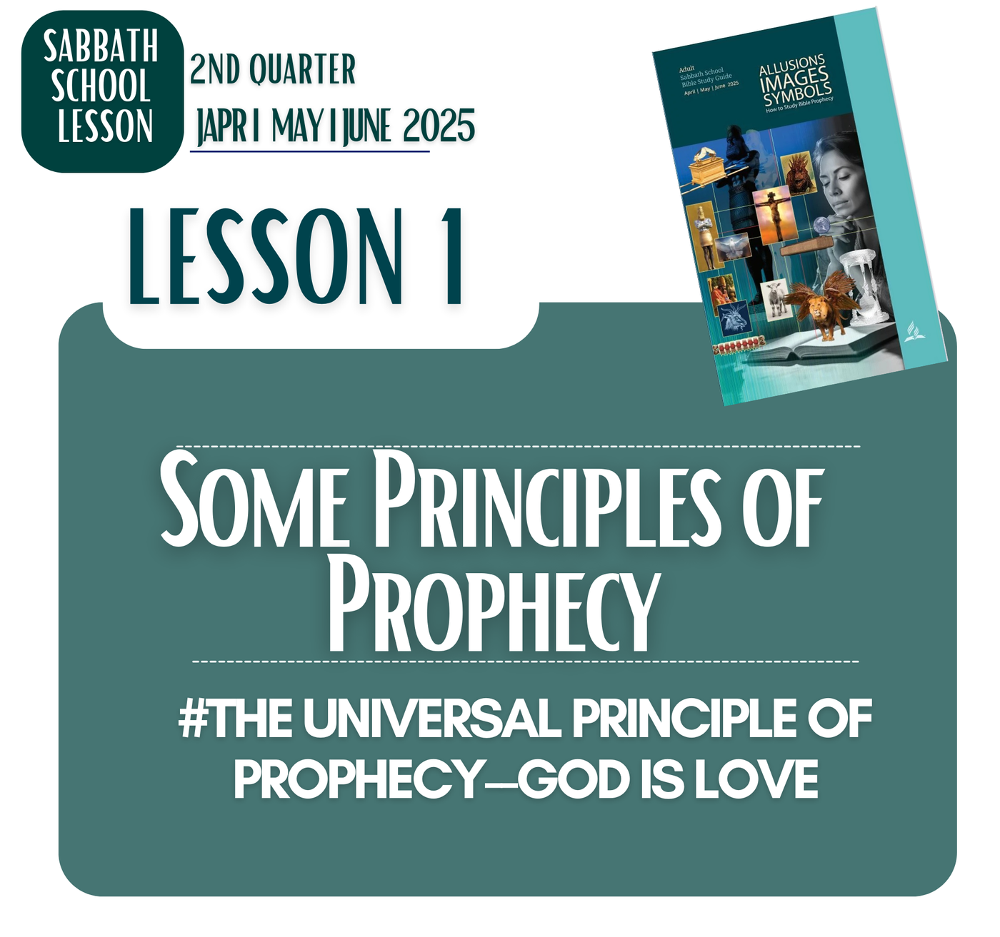 SABBATH
SCHOOL
LESSON
2ND QUARTER
JAPR | MAY | JUNE 2025
LESSON 1
Adult
Sabbath School
Bible Study Guide
April | May | June 2025
ALLUSIONS
IMAGES
SYMBOLS
How to Study Bible Prophecy
SOME PRINCIPLES OF
PROPHECY
#THE UNIVERSAL PRINCIPLE OF
PROPHECY—GOD IS LOVE